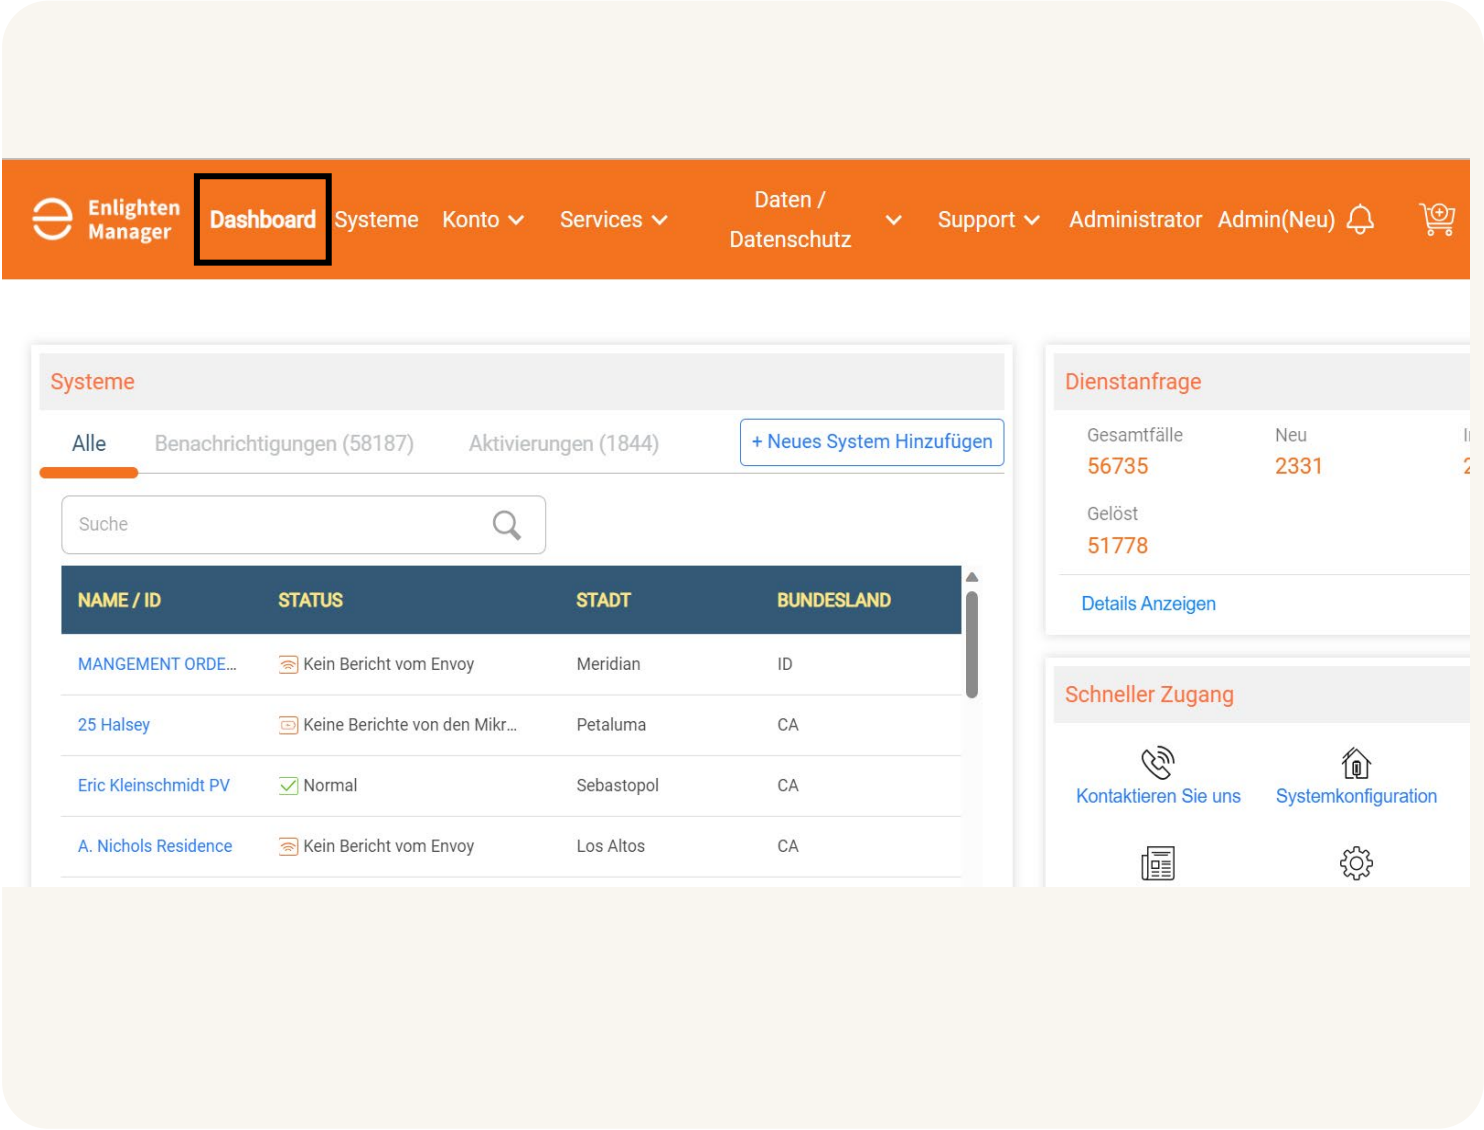 Enlighten
Manager
Dashboard
Systeme
Konto
Services
Daten /
Datenschutz
Support
Administrator
Admin(Neu)
Systeme
Alle
Benachrichtigungen (58187)
Aktivierungen (1844)
+ Neues System Hinzufügen
Suche
NAME / ID STATUS STADT BUNDESLAND
MANGEMENT ORDE... Kein Bericht vom Envoy Meridian ID
25 Halsey Keine Berichte von den Mikr... Petaluma CA
Eric Kleinschmidt PV Normal Sebastopol CA
A. Nichols Residence Kein Bericht vom Envoy Los Altos CA
Dienstanfrage
Gesamtfälle Neu
56735 2331
Gelöst
51778
Details Anzeigen
Schneller Zugang
Kontaktieren Sie uns
Systemkonfiguration